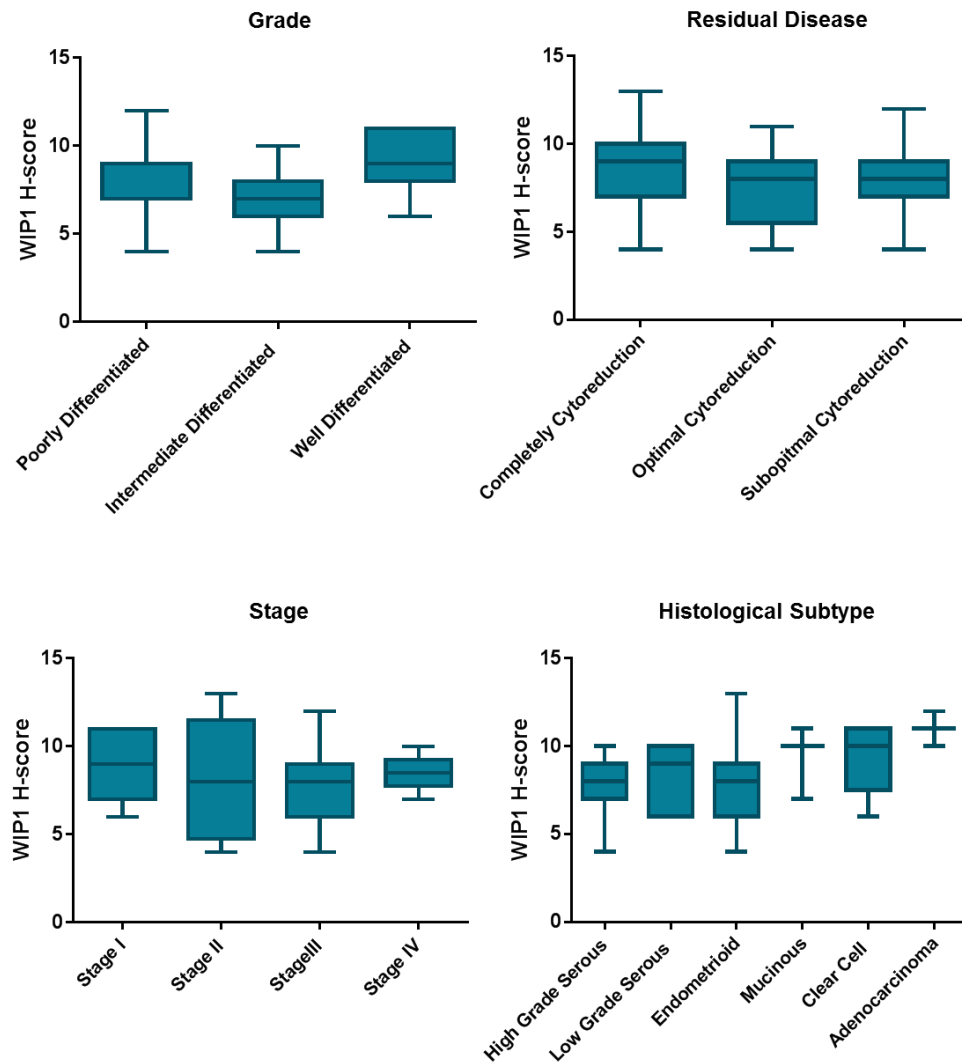 Grade
WIP1 H-score
15
10
5
0
Poorly Differentiated
Intermediate Differentiated
Well Differentiated
Residual Disease
WIP1 H-score
15
10
5
0
Completely Cytoreduction
Optimal Cytoreduction
Subopitmal Cytoreduction
Stage
WIP1 H-score
15
10
5
0
Stage I
Stage II
StageIII
Stage IV
Histological Subtype
WIP1 H-score
15
10
5
0
High Grade Serous
Low Grade Serous
Endometrioid
Mucinous
Clear Cell
Adenocarcinoma